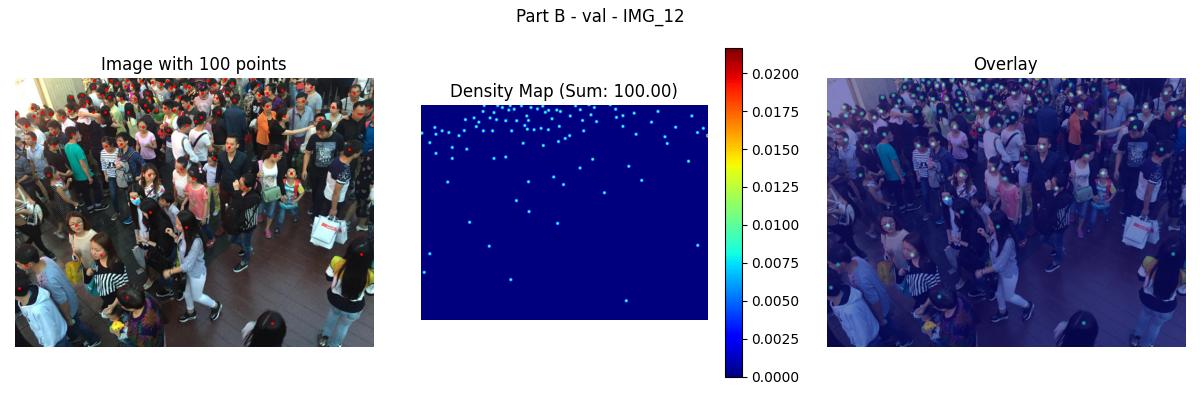 Part B - val - IMG_12
Image with 100 points
Density Map (Sum: 100.00)
Overlay
0.0200
0.0175
0.0150
0.0125
0.0100
0.0075
0.0050
0.0025
0.0000